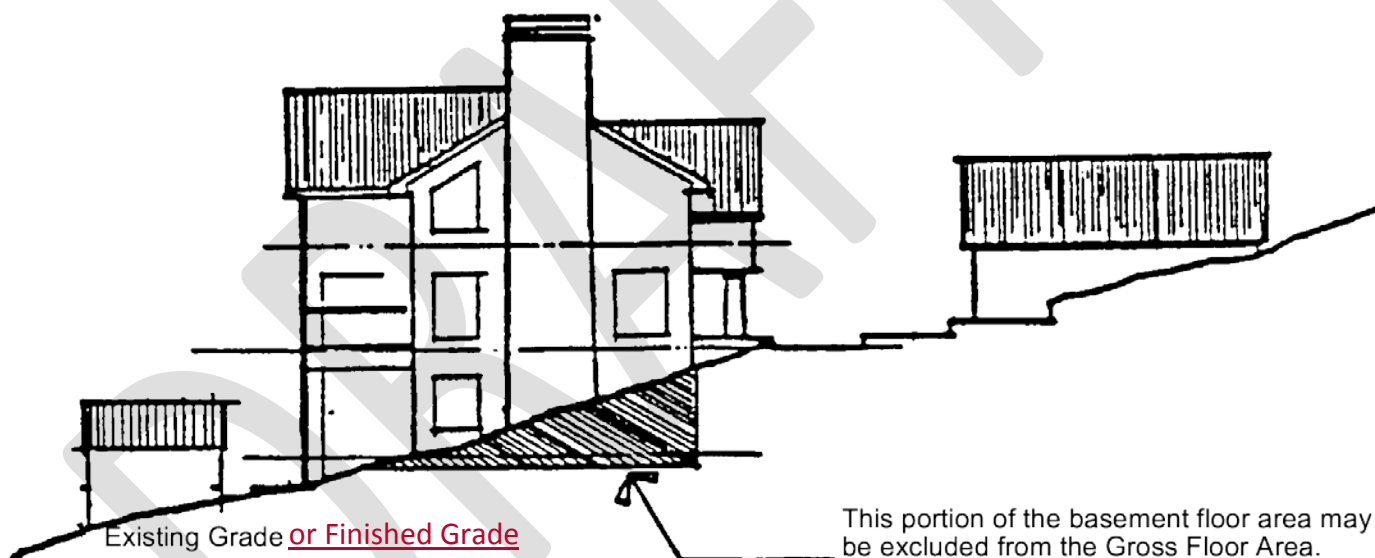 DRAFT
Existing Grade or Finished Grade
This portion of the basement floor area may
be excluded from the Gross Floor Area.